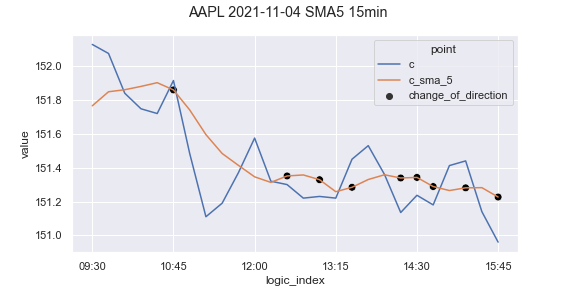 AAPL 2021-11-04 SMA5 15min
point
c
c_sma_5
change_of_direction
value
152.0
151.8
151.6
151.4
151.2
151.0
09:30 10:45 12:00 13:15 14:30 15:45
logic_index